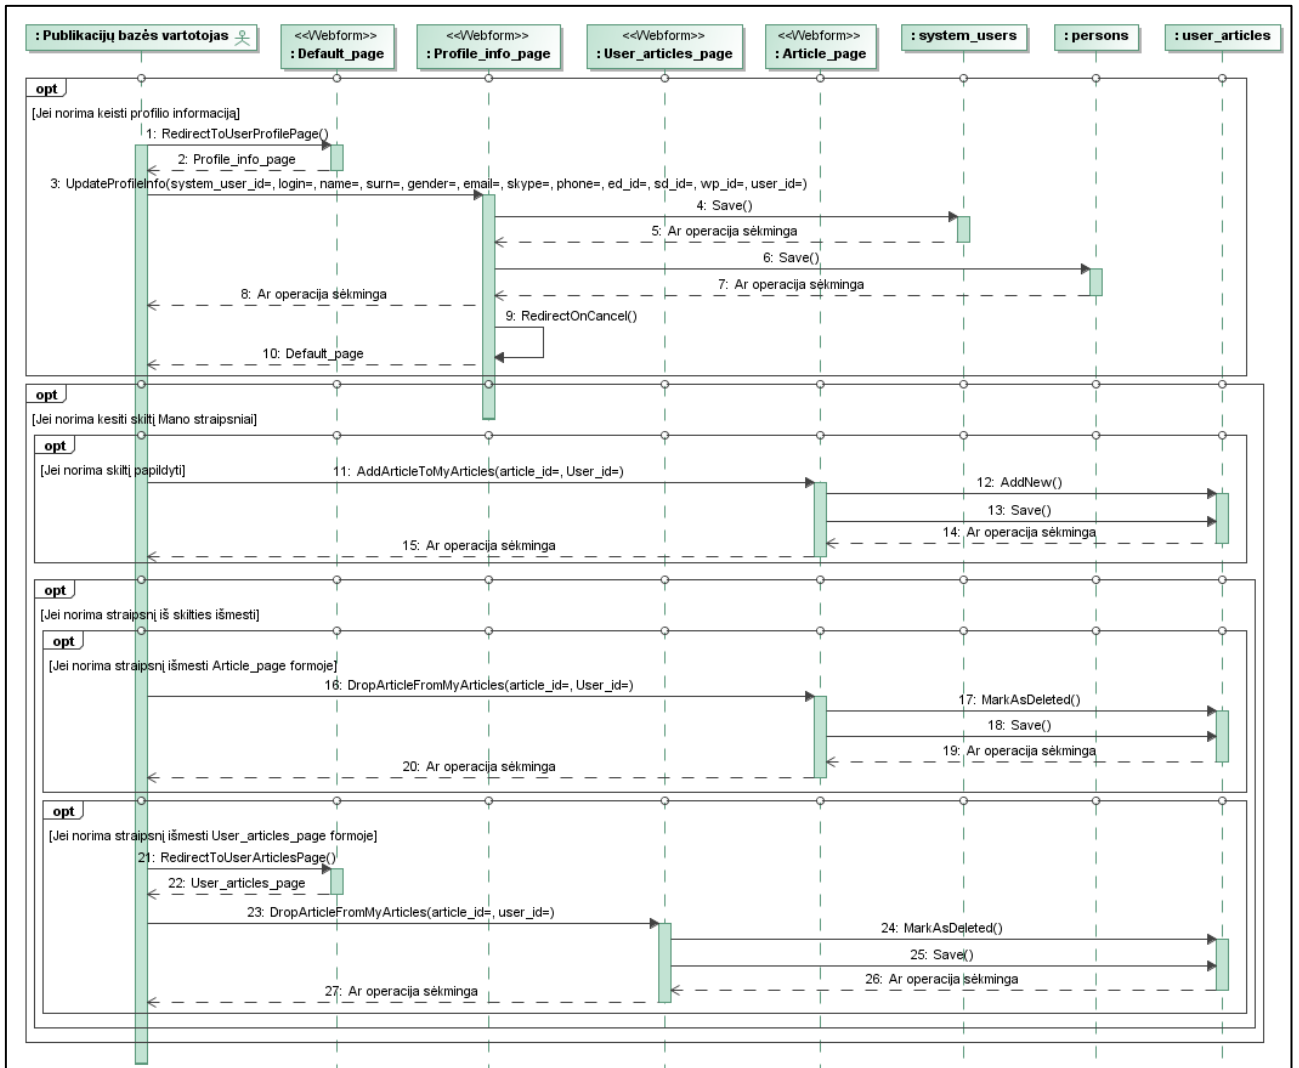 : Publikacijų bazės vartotojas
<<Webform>>
: Default_page
<<Webform>>
: Profile_info_page
<<Webform>>
: User_articles_page
<<Webform>>
: Article_page
: system_users
: persons
: user_articles
opt
[Jei norima keisti profilio informaciją]
1: RedirectToUserProfilePage()
2: Profile_info_page
3: UpdateProfileInfo(system_user_id=, login=, name=, surn=, gender=, email=, skype=, phone=, ed_id=, sd_id=, wp_id=, user_id=)
4: Save()
5: Ar operacija sėkminga
6: Save()
7: Ar operacija sėkminga
8: Ar operacija sėkminga
9: RedirectOnCancel()
10: Default_page
opt
[Jei norima kesiti skiltį Mano straipsniai]
opt
[Jei norima skiltį papildyti]
11: AddArticleToMyArticles(article_id=, User_id=)
12: AddNew()
13: Save()
14: Ar operacija sėkminga
15: Ar operacija sėkminga
opt
[Jei norima straipsnį iš skilties išmesti]
opt
[Jei norima straipsnį išmesti Article_page formoje]
16: DropArticleFromMyArticles(article_id=, User_id=)
17: MarkAsDeleted()
18: Save()
19: Ar operacija sėkminga
20: Ar operacija sėkminga
opt
[Jei norima straipsnį išmesti User_articles_page formoje]
21: RedirectToUserArticlesPage()
22: User_articles_page
23: DropArticleFromMyArticles(article_id=, user_id=)
24: MarkAsDeleted()
25: Save()
26: Ar operacija sėkminga
27: Ar operacija sėkminga